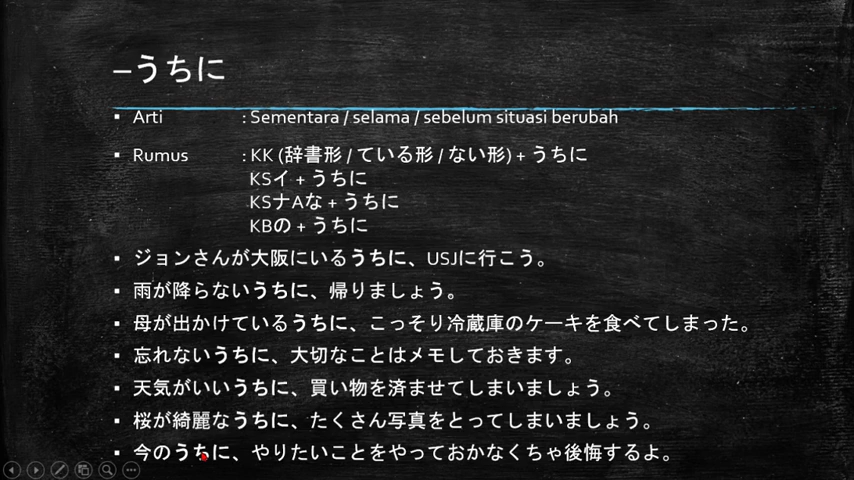 –うちに
▪ Arti : Sementara / selama / sebelum situasi berubah
▪ Rumus : KK (辞書形 / ている形 / ない形) + うちに
KSイ + うちに
KSナAな + うちに
KBの + うちに
▪ ジョンさんが大阪にいるうちに、USJに行こう。
▪ 雨が降らないうちに、帰りましょう。
▪ 母が出かけているうちに、こっそり冷蔵庫のケーキを食べてしまった。
▪ 忘れないうちに、大切なことはメモしておきます。
▪ 天気がいいうちに、買い物を済ませてしまいましょう。
▪ 桜が綺麗なうちに、たくさん写真をとってしまいましょう。
▪ 今のうちに、やりたいことをやっておかなくちゃ後悔するよ。